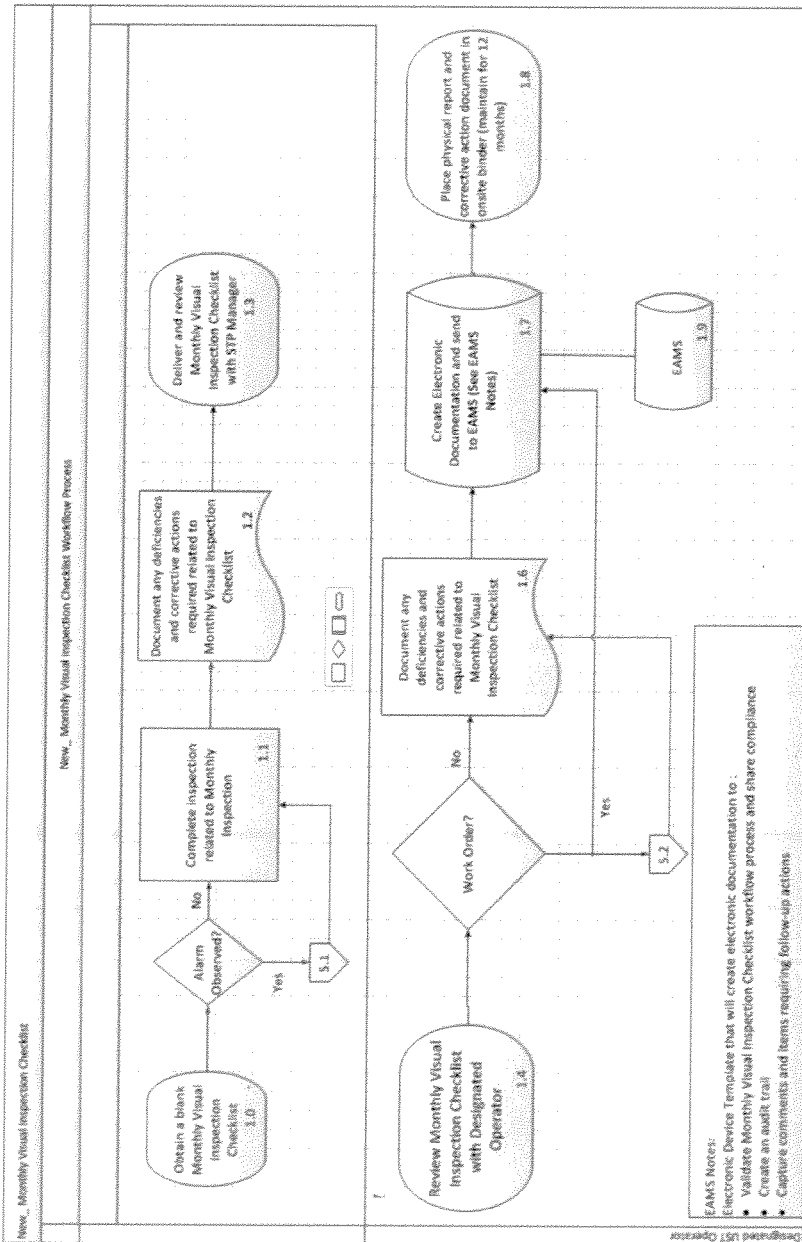 New_ Monthly Visual Inspection Checklist
New_ Monthly Visual Inspection Checklist Workflow Process
Obtain a blank
Monthly Visual
Inspection
Checklist
1.0
Alarm
Observed?
No
Yes
5.1
Complete inspection
related to Monthly
Inspection
1.1
Document any deficiencies
and corrective actions
required related to
Monthly Visual Inspection
Checklist
1.2
Deliver and review
Monthly Visual
Inspection Checklist
with STP Manager
1.3
Designated UST
Operator
Review Monthly Visual
Inspection Checklist
with Designated
Operator
1.4
Work Order?
No
Yes
5.2
Document any
deficiencies and
corrective actions
required related to
Monthly Visual
Inspection Checklist
1.6
Create Electronic
Documentation and send
to EAMS (See EAMS
Notes)
1.7
Place physical report and
corrective action document in
onsite binder (maintain for 12
months)
1.8
EAMS
1.9
EAMS Notes:
Electronic Device Template that will create electronic documentation to :
• Validate Monthly Visual Inspection Checklist workflow process and share compliance
• Create an audit trail
• Capture comments and items requiring follow-up actions